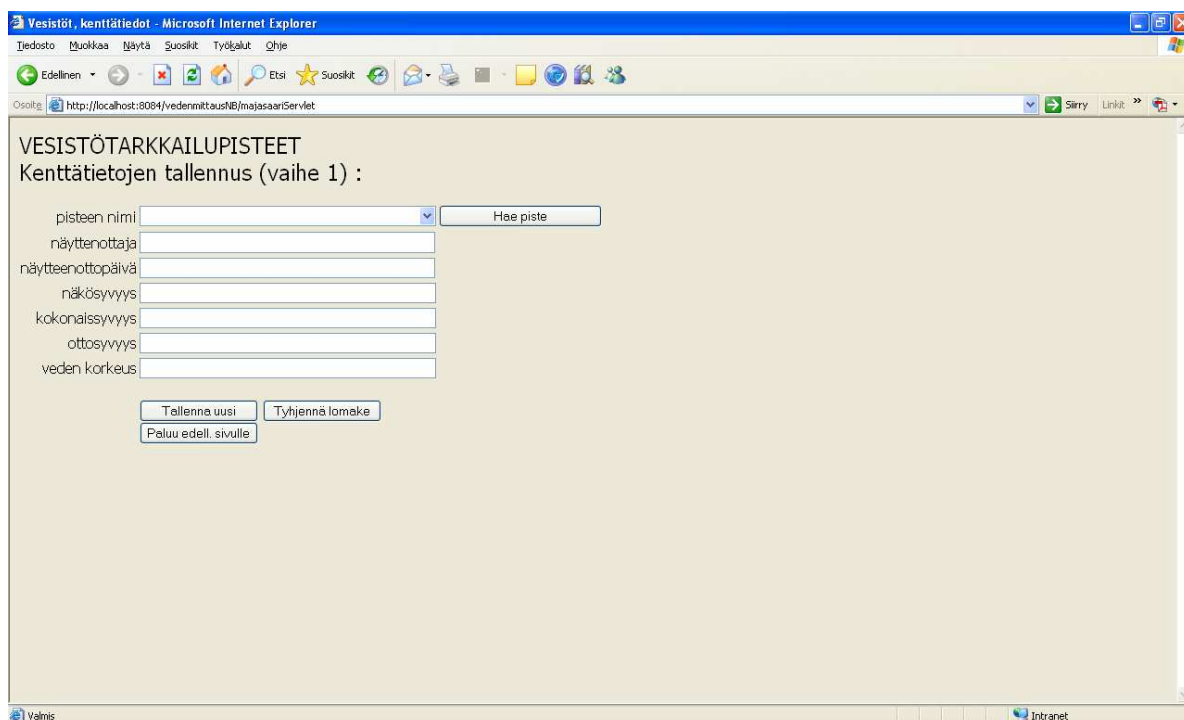 Vesistöt, kenttätiedot - Microsoft Internet Explorer
Tiedosto Muokkaa Näytä Suosikit Työkalut Ohje
Edellinen Etsi Suosikit
Osoite http://localhost:8084/vedenmittausNB/majasaariServlet Siirry Linkit »
VESISTÖTARKKAILUPISTEET
Kenttätietojen tallennus (vaihe 1) :
pisteen nimi Hae piste
näyttenottaja
näytteenottopäivä
näkösyvyys
kokonaissyvyys
ottosyvyys
veden korkeus
Tallenna uusi Tyhjennä lomake
Paluu edell. sivulle
Valmis Intranet